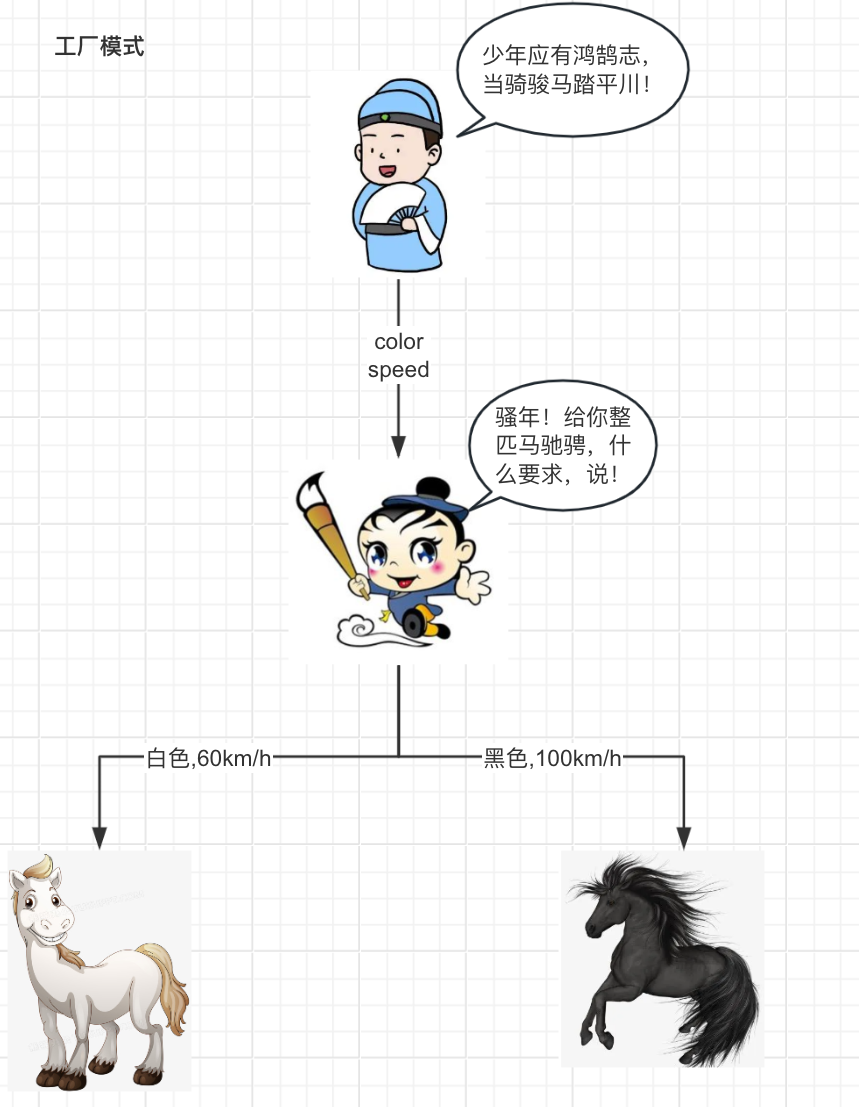 工厂模式
少年应有鸿鹄志，
当骑骏马踏平川！
color
speed
骚年！给你整
匹马驰骋，什
么要求，说！
白色,60km/h
黑色,100km/h